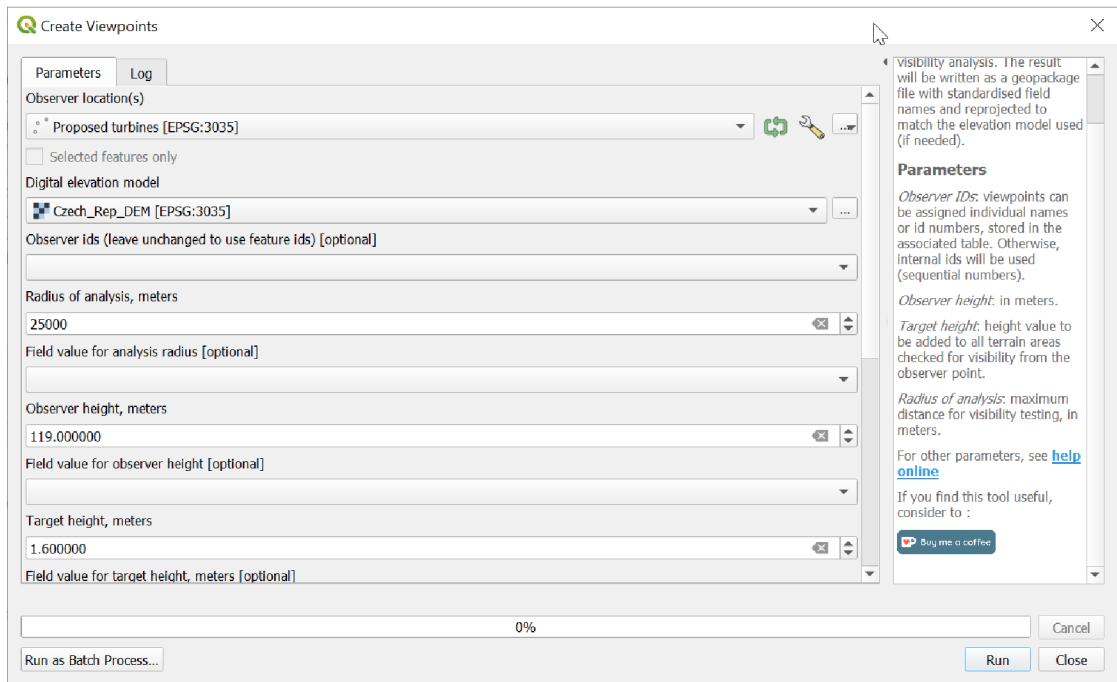 Create Viewpoints
Parameters
Log
Observer location(s)
Proposed turbines [EPSG:3035]
...
Selected features only
Digital elevation model
Czech_Rep_DEM [EPSG:3035]
...
Observer ids (leave unchanged to use feature ids) [optional]
Radius of analysis, meters
25000
Field value for analysis radius [optional]
Observer height, meters
119.000000
Field value for observer height [optional]
Target height, meters
1.600000
Field value for target height, meters [optional]
visibility analysis. The result
will be written as a geopackage
file with standardised field
names and reprojected to
match the elevation model used
(if needed).
Parameters
Observer IDs: viewpoints can
be assigned individual names
or id numbers, stored in the
associated table. Otherwise,
internal ids will be used
(sequential numbers).
Observer height: in meters.
Target height: height value to
be added to all terrain areas
checked for visibility from the
observer point.
Radius of analysis: maximum
distance for visibility testing, in
meters.
For other parameters, see help
online
If you find this tool useful,
consider to :
Buy me a coffee
0%
Cancel
Run as Batch Process...
Run
Close